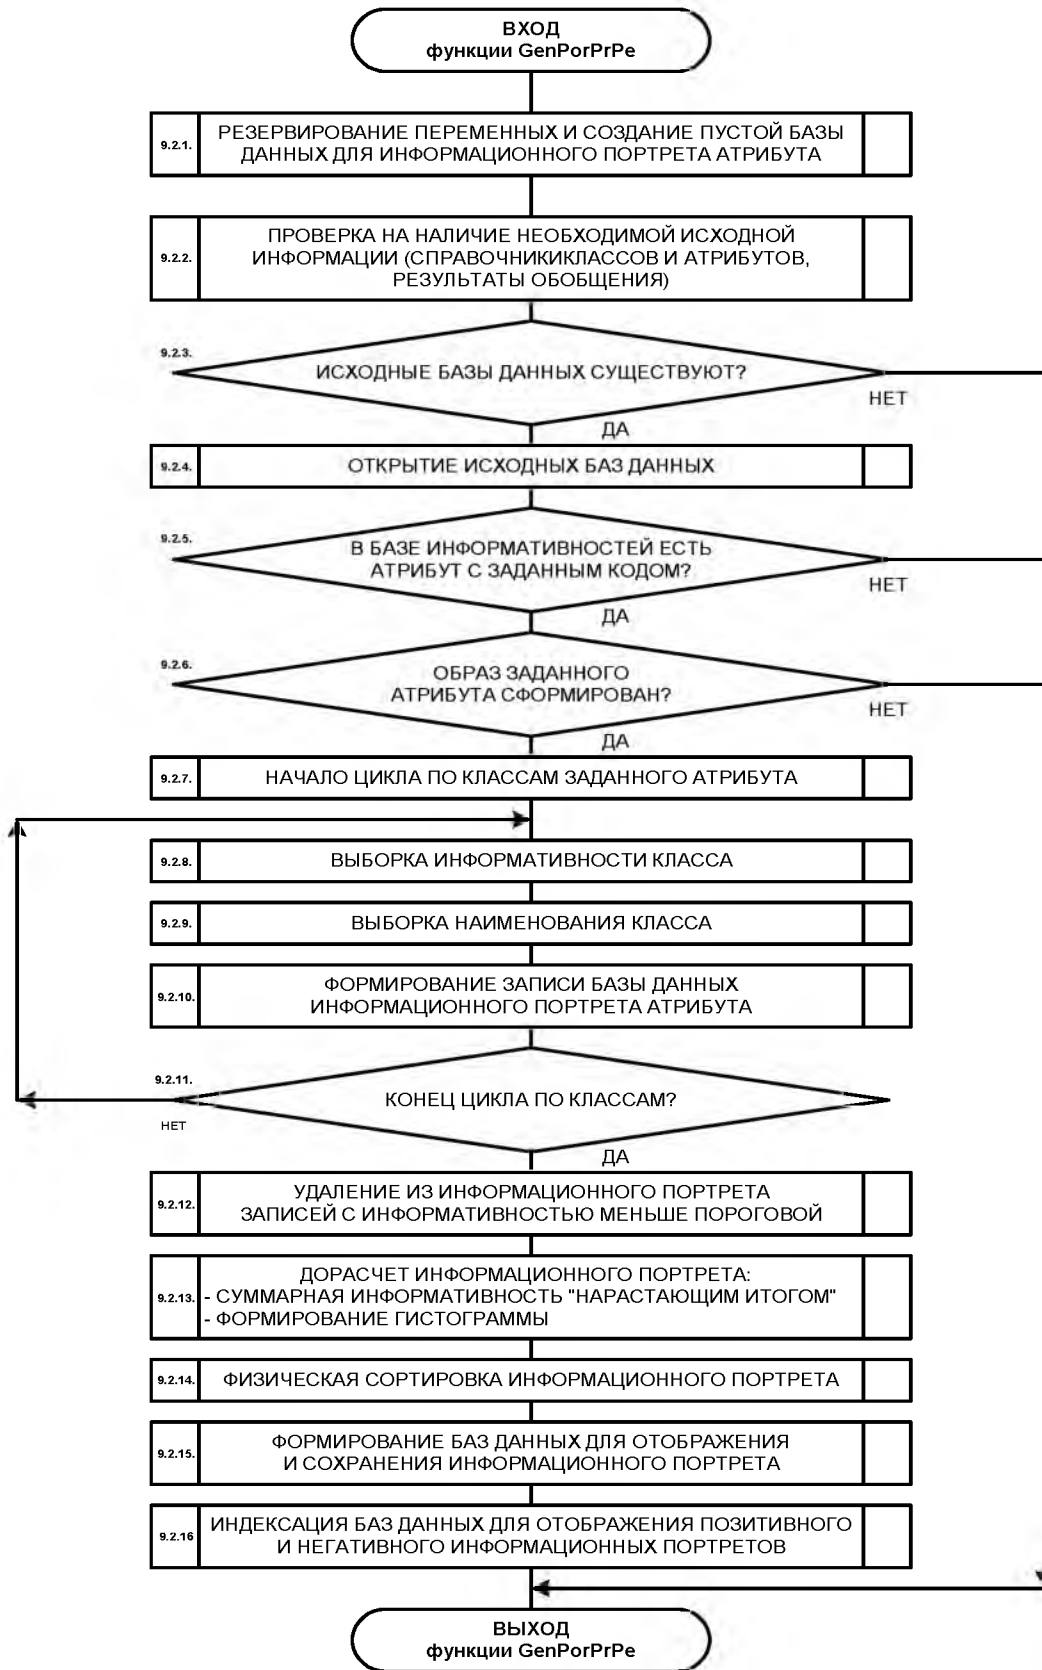 ВХОД
функции GenPorPrPe
9.2.1.
РЕЗЕРВИРОВАНИЕ ПЕРЕМЕННЫХ И СОЗДАНИЕ ПУСТОЙ БАЗЫ
ДАННЫХ ДЛЯ ИНФОРМАЦИОННОГО ПОРТРЕТА АТРИБУТА
9.2.2.
ПРОВЕРКА НА НАЛИЧИЕ НЕОБХОДИМОЙ ИСХОДНОЙ
ИНФОРМАЦИИ (СПРАВОЧНИКИКЛАССОВ И АТРИБУТОВ,
РЕЗУЛЬТАТЫ ОБОБЩЕНИЯ)
9.2.3.
ИСХОДНЫЕ БАЗЫ ДАННЫХ СУЩЕСТВУЮТ?
НЕТ
ДА
9.2.4.
ОТКРЫТИЕ ИСХОДНЫХ БАЗ ДАННЫХ
9.2.5.
В БАЗЕ ИНФОРМАТИВНОСТЕЙ ЕСТЬ
АТРИБУТ С ЗАДАННЫМ КОДОМ?
НЕТ
ДА
9.2.6.
ОБРАЗ ЗАДАННОГО
АТРИБУТА СФОРМИРОВАН?
НЕТ
ДА
9.2.7.
НАЧАЛО ЦИКЛА ПО КЛАССАМ ЗАДАННОГО АТРИБУТА
9.2.8.
ВЫБОРКА ИНФОРМАТИВНОСТИ КЛАССА
9.2.9.
ВЫБОРКА НАИМЕНОВАНИЯ КЛАССА
9.2.10.
ФОРМИРОВАНИЕ ЗАПИСИ БАЗЫ ДАННЫХ
ИНФОРМАЦИОННОГО ПОРТРЕТА АТРИБУТА
9.2.11.
КОНЕЦ ЦИКЛА ПО КЛАССАМ?
НЕТ
ДА
9.2.12.
УДАЛЕНИЕ ИЗ ИНФОРМАЦИОННОГО ПОРТРЕТА
ЗАПИСЕЙ С ИНФОРМАТИВНОСТЬЮ МЕНЬШЕ ПОРОГОВОЙ
9.2.13.
ДОРАСЧЕТ ИНФОРМАЦИОННОГО ПОРТРЕТА:
- СУММАРНАЯ ИНФОРМАТИВНОСТЬ "НАРАСТАЮЩИМ ИТОГОМ"
- ФОРМИРОВАНИЕ ГИСТОГРАММЫ
9.2.14.
ФИЗИЧЕСКАЯ СОРТИРОВКА ИНФОРМАЦИОННОГО ПОРТРЕТА
9.2.15.
ФОРМИРОВАНИЕ БАЗ ДАННЫХ ДЛЯ ОТОБРАЖЕНИЯ
И СОХРАНЕНИЯ ИНФОРМАЦИОННОГО ПОРТРЕТА
9.2.16
ИНДЕКСАЦИЯ БАЗ ДАННЫХ ДЛЯ ОТОБРАЖЕНИЯ ПОЗИТИВНОГО
И НЕГАТИВНОГО ИНФОРМАЦИОННЫХ ПОРТРЕТОВ
ВЫХОД
функции GenPorPrPe